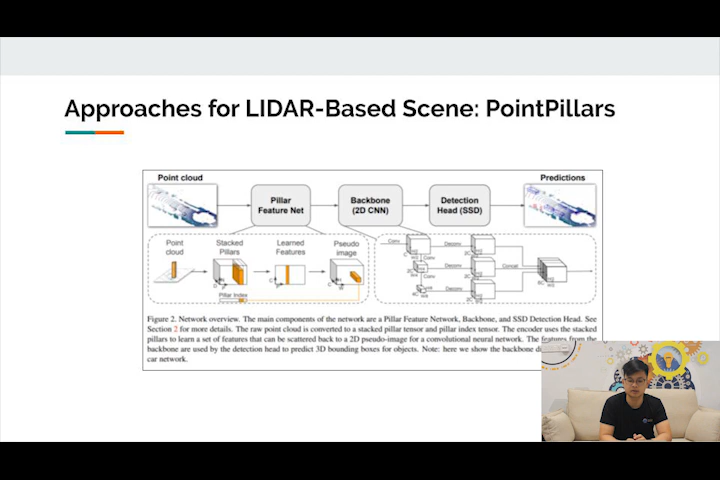 Approaches for LIDAR-Based Scene: PointPillars
Point cloud
Predictions
Pillar
Feature Net
Backbone
(2D CNN)
Detection
Head (SSD)
Point
cloud
Stacked
Pillars
Learned
Features
Pseudo
image
Pillar Index
Conv
Conv
Conv
Deconv
Deconv
Deconv
Concat
Figure 2. Network overview. The main components of the network are a Pillar Feature Network, Backbone, and SSD Detection Head. See
Section 2 for more details. The raw point cloud is converted to a stacked pillar tensor and pillar index tensor. The encoder uses the stacked
pillars to learn a set of features that can be scattered back to a 2D pseudo-image for a convolutional neural network. The features from the
backbone are used by the detection head to predict 3D bounding boxes for objects. Note: here we show the backbone
car network.